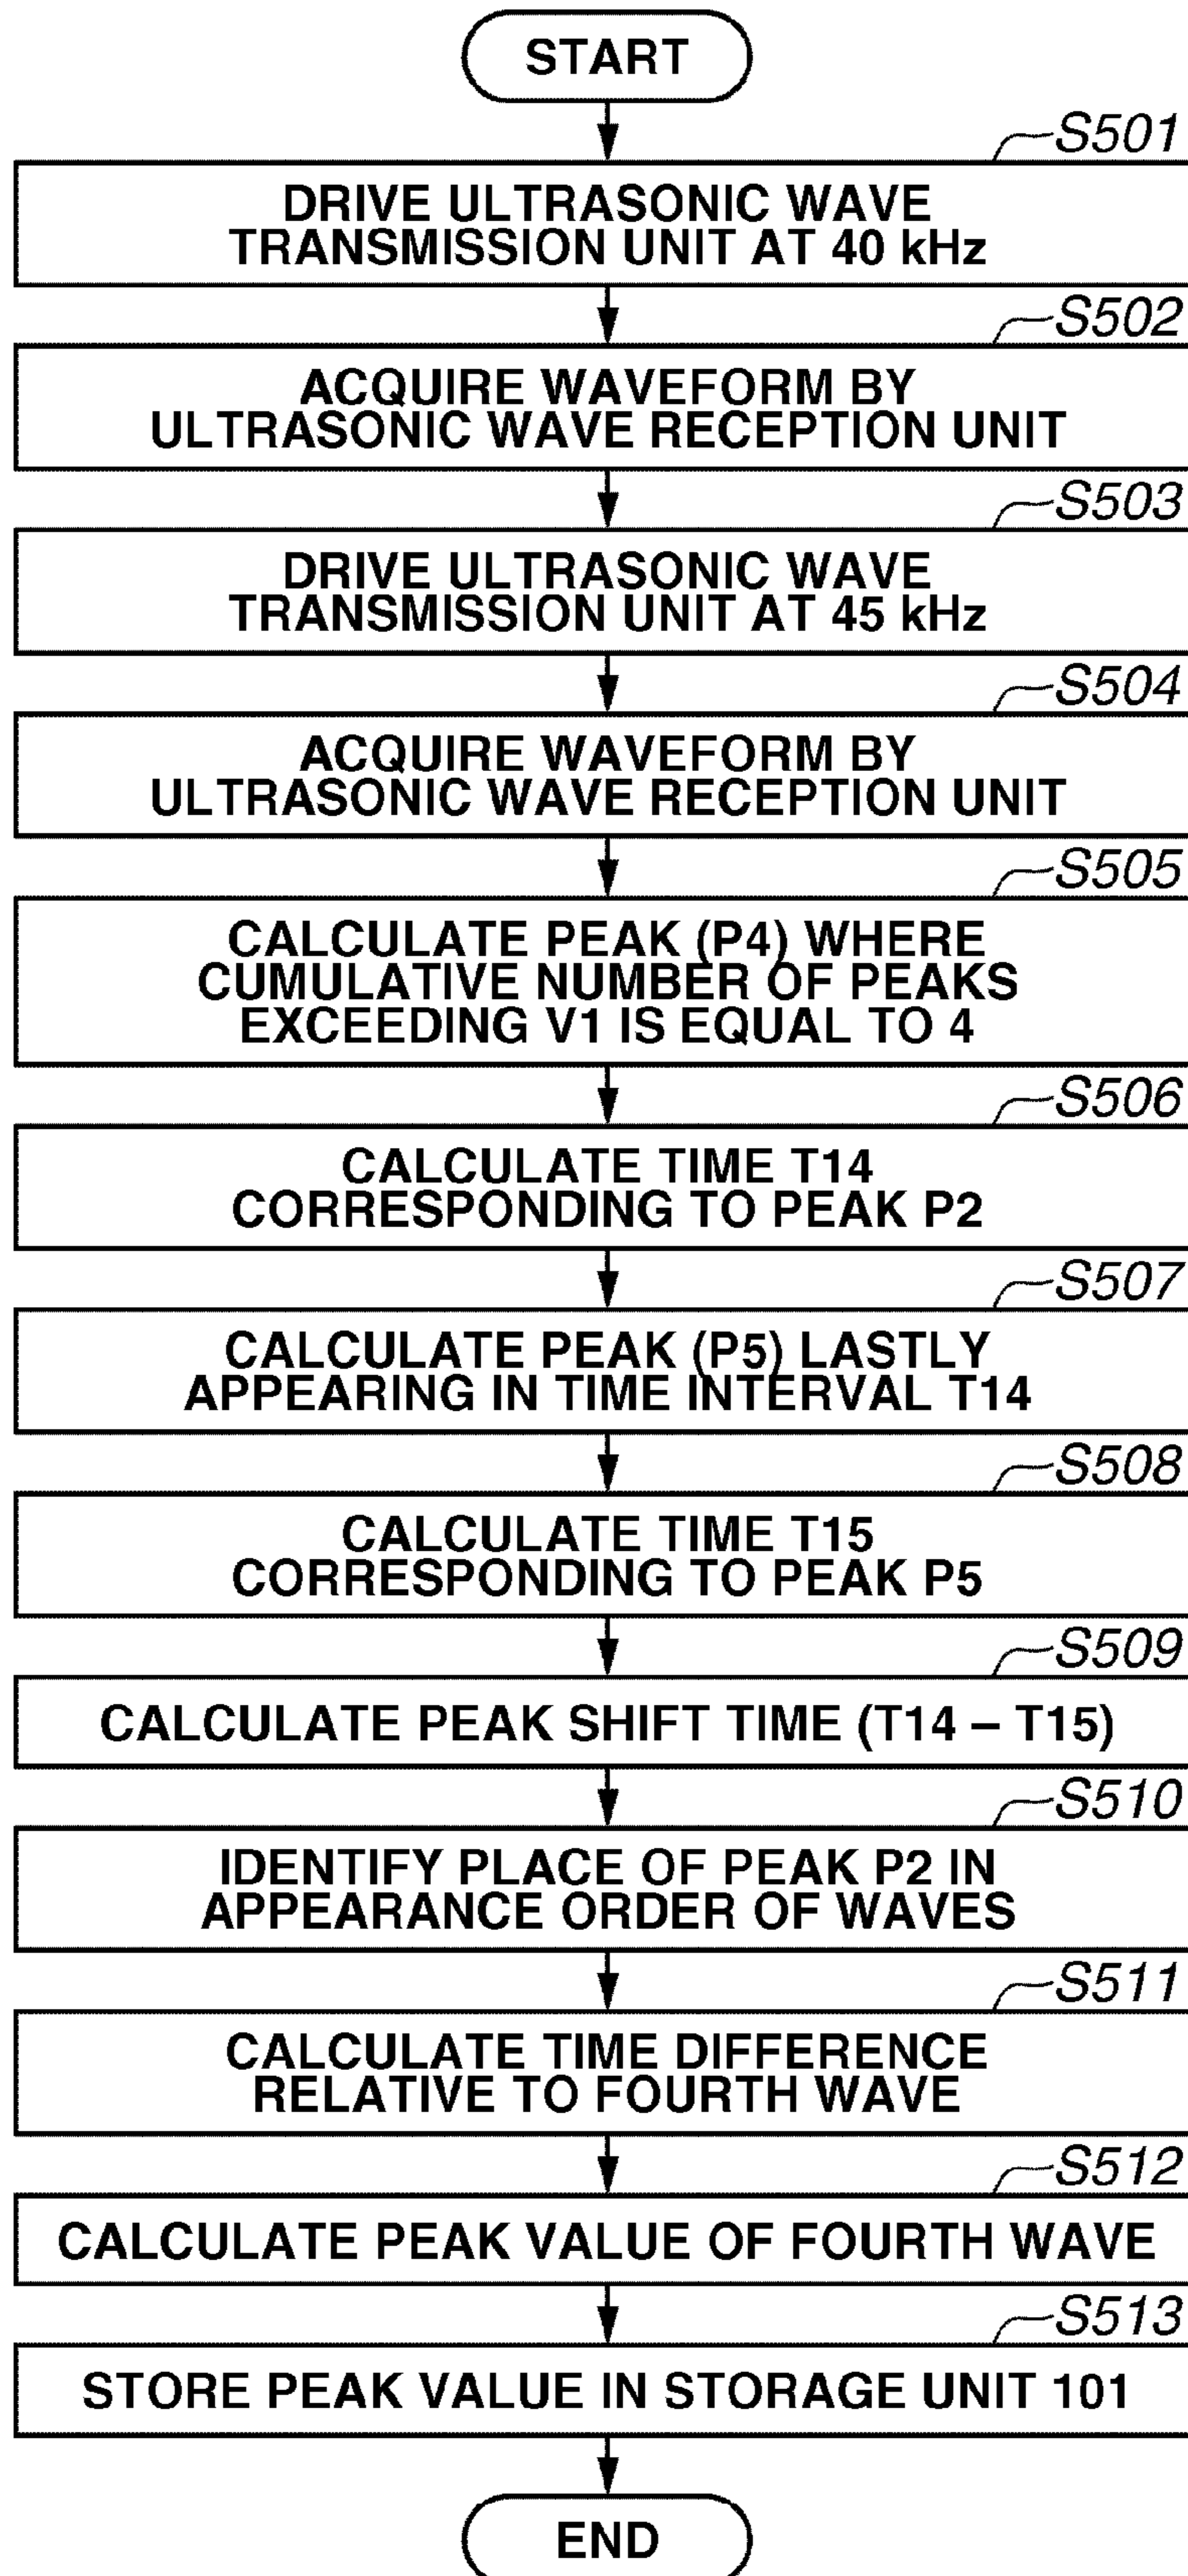 START
S501
DRIVE ULTRASONIC WAVE
TRANSMISSION UNIT AT 40 kHz
S502
ACQUIRE WAVEFORM BY
ULTRASONIC WAVE RECEPTION UNIT
S503
DRIVE ULTRASONIC WAVE
TRANSMISSION UNIT AT 45 kHz
S504
ACQUIRE WAVEFORM BY
ULTRASONIC WAVE RECEPTION UNIT
S505
CALCULATE PEAK (P4) WHERE
CUMULATIVE NUMBER OF PEAKS
EXCEEDING V1 IS EQUAL TO 4
S506
CALCULATE TIME T14
CORRESPONDING TO PEAK P2
S507
CALCULATE PEAK (P5) LASTLY
APPEARING IN TIME INTERVAL T14
S508
CALCULATE TIME T15
CORRESPONDING TO PEAK P5
S509
CALCULATE PEAK SHIFT TIME (T14 – T15)
S510
IDENTIFY PLACE OF PEAK P2 IN
APPEARANCE ORDER OF WAVES
S511
CALCULATE TIME DIFFERENCE
RELATIVE TO FOURTH WAVE
S512
CALCULATE PEAK VALUE OF FOURTH WAVE
S513
STORE PEAK VALUE IN STORAGE UNIT 101
END